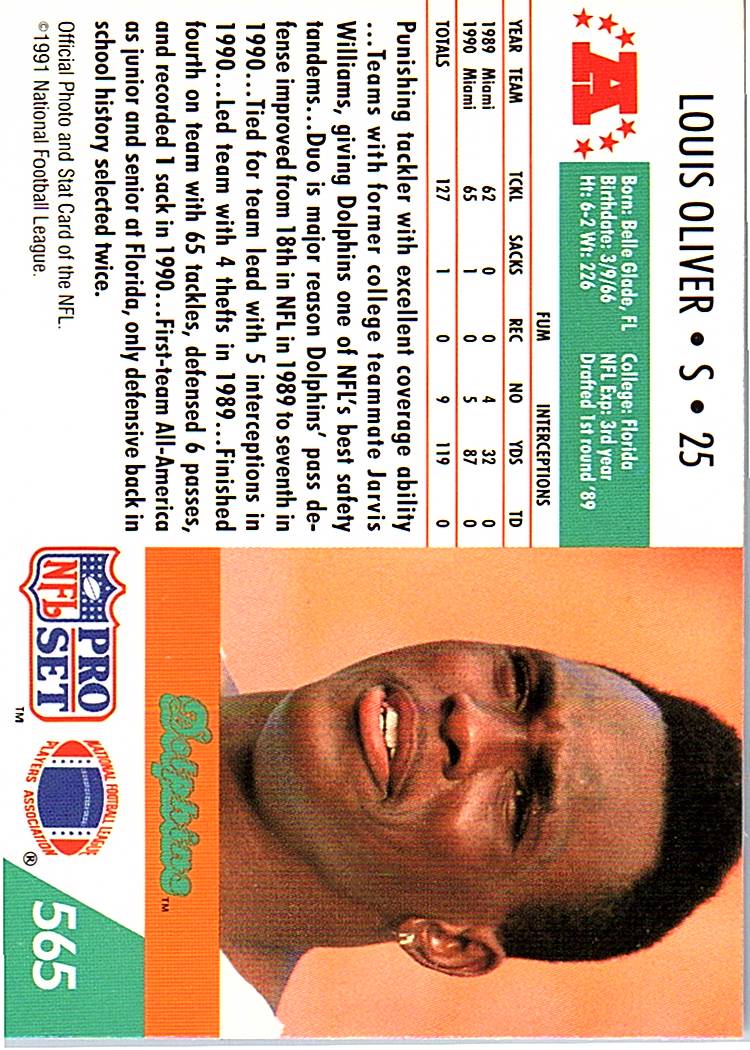 LOUIS OLIVER • S • 25
A
Born: Belle Glade, FL College: Florida
Birthdate: 3/9/66 NFL Exp: 3rd year
Ht: 6-2 Wt: 226 Drafted 1st round '89
FUM INTERCEPTIONS
YEAR TEAM TCKL SACKS REC NO YDS TD
1989 Miami 62 0 0 4 32 0
1990 Miami 65 1 0 5 87 0
TOTALS 127 1 0 9 119 0
Punishing tackler with excellent coverage ability
...Teams with former college teammate Jarvis
Williams, giving Dolphins one of NFL's best safety
tandems...Duo is major reason Dolphins' pass de-
fense improved from 18th in NFL in 1989 to seventh in
1990...Tied for team lead with 5 interceptions in
1990...Led team with 4 thefts in 1989...Finished
fourth on team with 65 tackles, defensed 6 passes,
and recorded 1 sack in 1990...First-team All-America
as junior and senior at Florida, only defensive back in
school history selected twice.
Official Photo and Stat Card of the NFL.
©1991 National Football League.
Dolphins™
NFL PRO SET™
NATIONAL FOOTBALL LEAGUE
PLAYERS ASSOCIATION ®
565